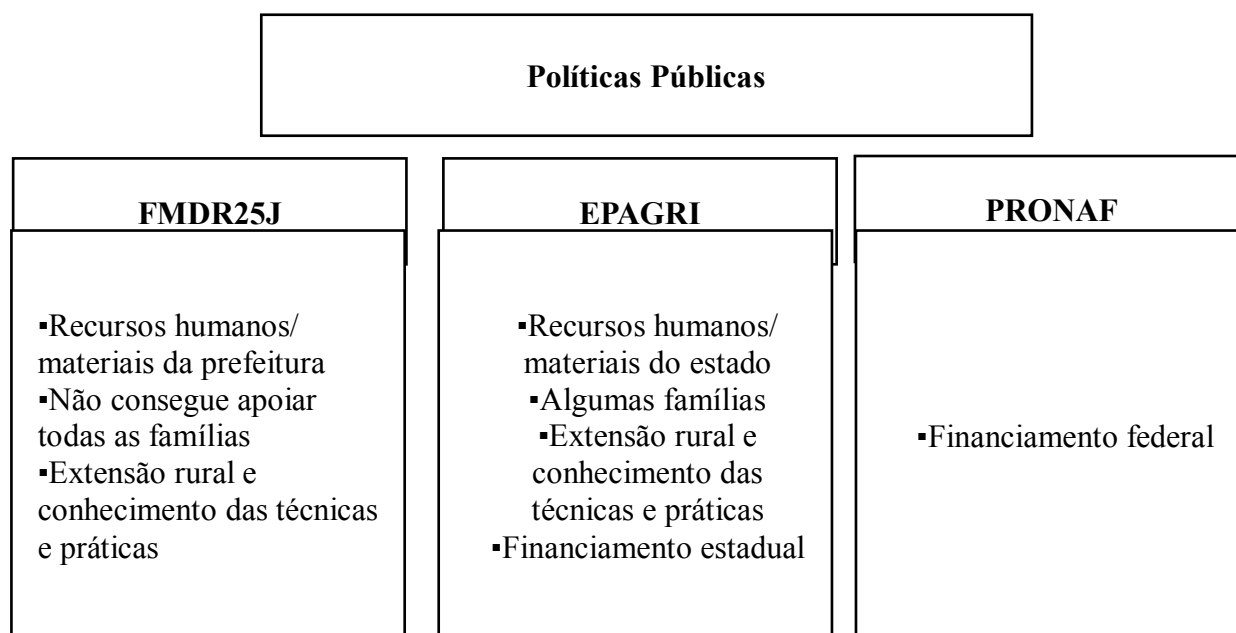 Políticas Públicas
FMDR25J
▪Recursos humanos/
materiais da prefeitura
▪Não consegue apoiar
todas as famílias
▪Extensão rural e
conhecimento das técnicas
e práticas
EPAGRI
▪Recursos humanos/
materiais do estado
▪Algumas famílias
▪Extensão rural e
conhecimento das
técnicas e práticas
▪Financiamento estadual
PRONAF
▪Financiamento federal